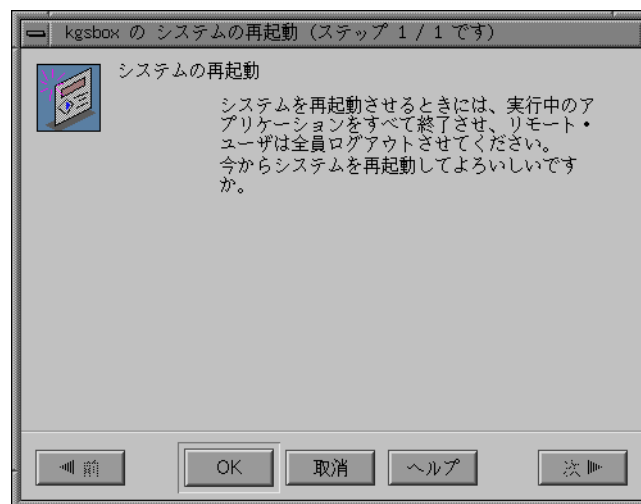 kgsbox の システムの再起動 (ステップ 1 / 1 です)
システムの再起動
システムを再起動させるときには、実行中のア
プリケーションをすべて終了させ、リモート・
ユーザは全員ログアウトさせてください。
今からシステムを再起動してよろいしいです
か。
前 OK 取消 ヘルプ 次